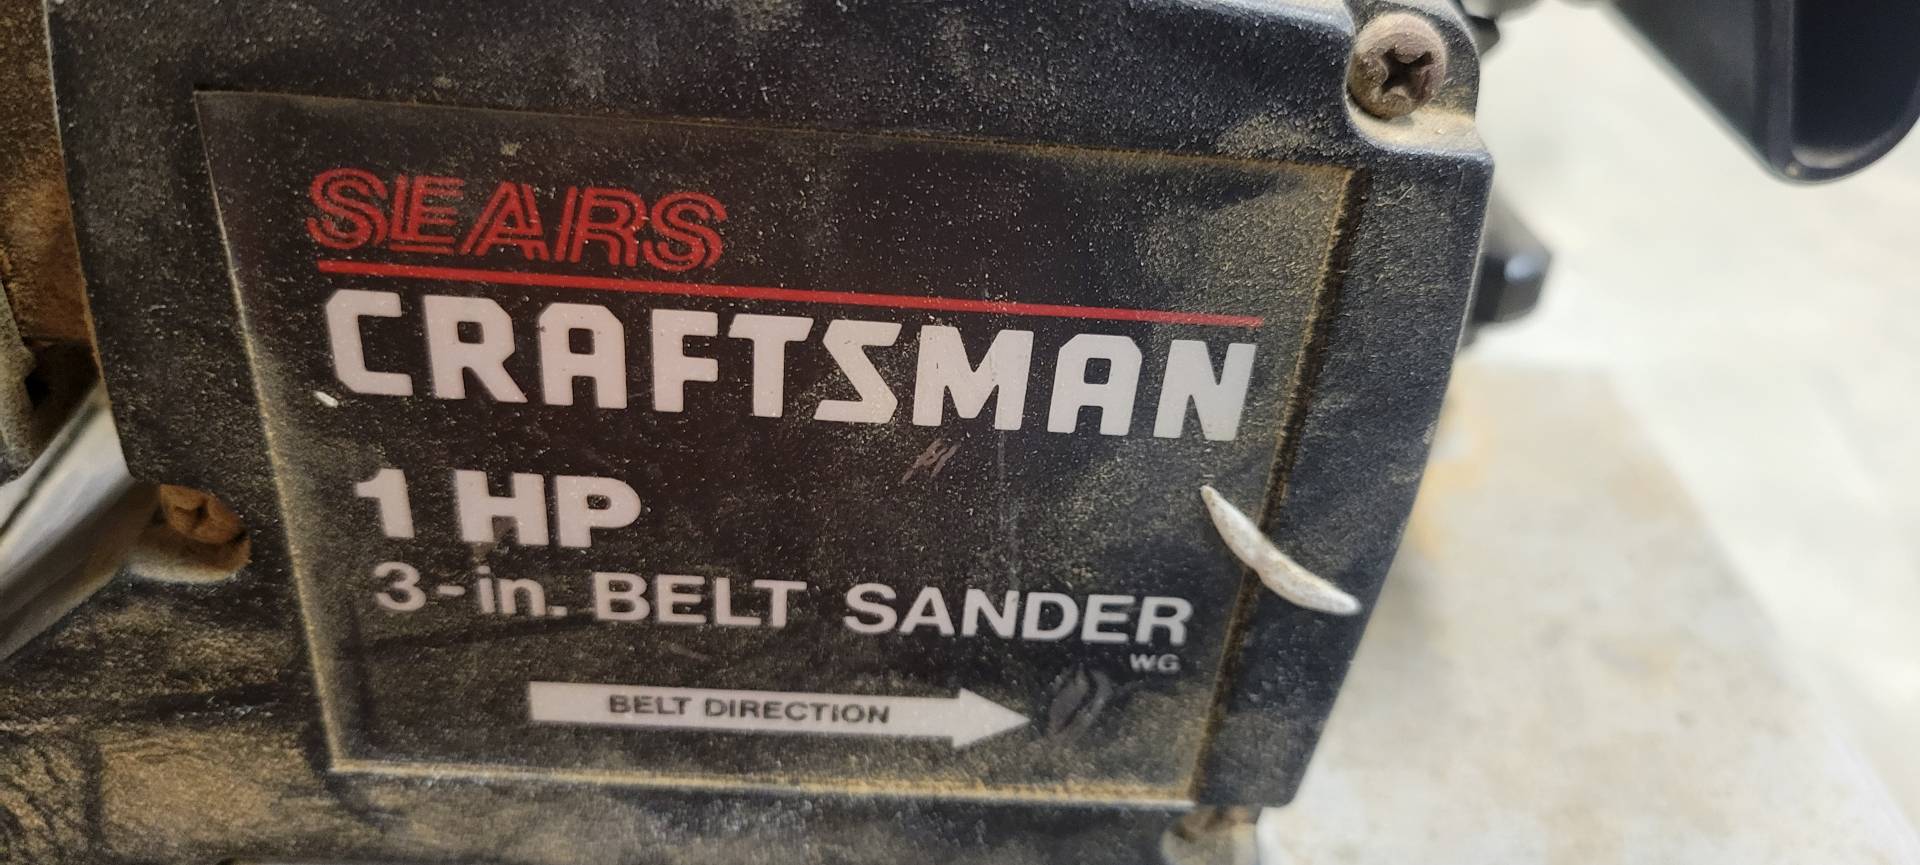 SEARS
CRAFTSMAN
1 HP
3-in. BELT SANDER
WG
BELT DIRECTION